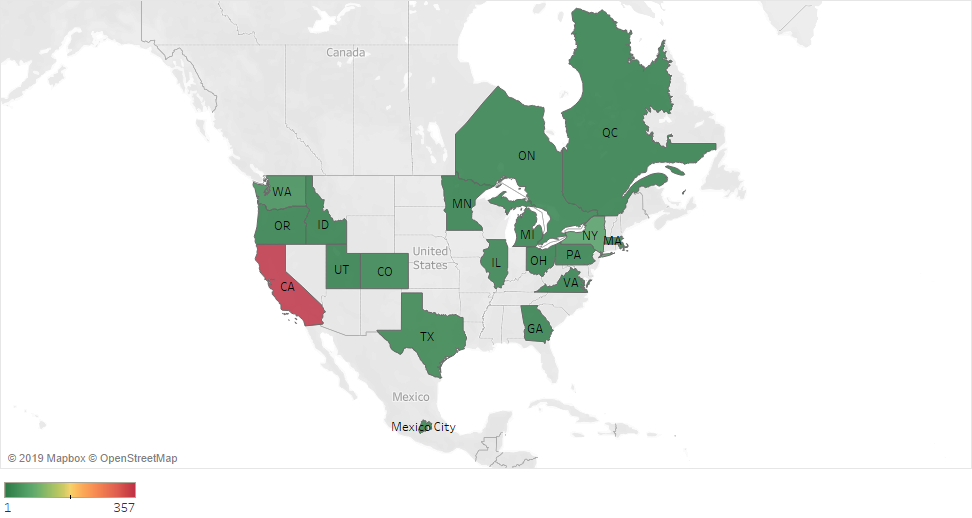 Canada
QC
ON
WA
MN
OR
ID
MI
NY
MA
United
States
PA
OH
IL
UT
CO
VA
CA
GA
TX
Mexico
Mexico City
© 2019 Mapbox © OpenStreetMap
1 357